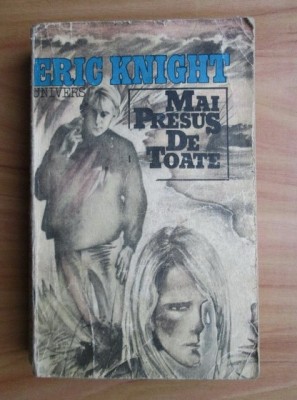 ERIC KNIGHT
UNIVERS
MAI
PRESUS
DE
TOATE